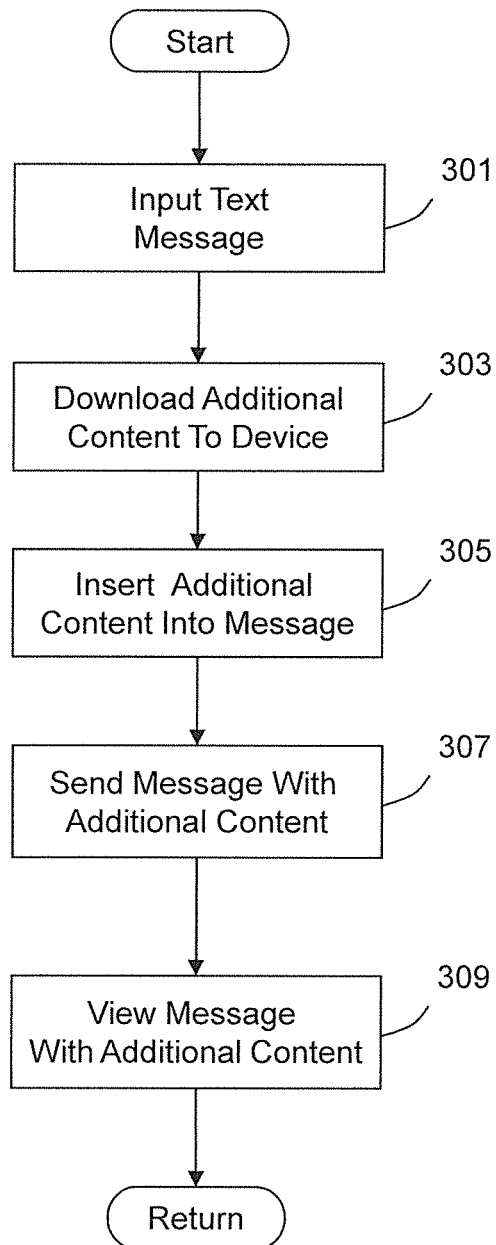 Start
301
Input Text
Message
303
Download Additional
Content To Device
305
Insert Additional
Content Into Message
307
Send Message With
Additional Content
309
View Message
With Additional Content
Return